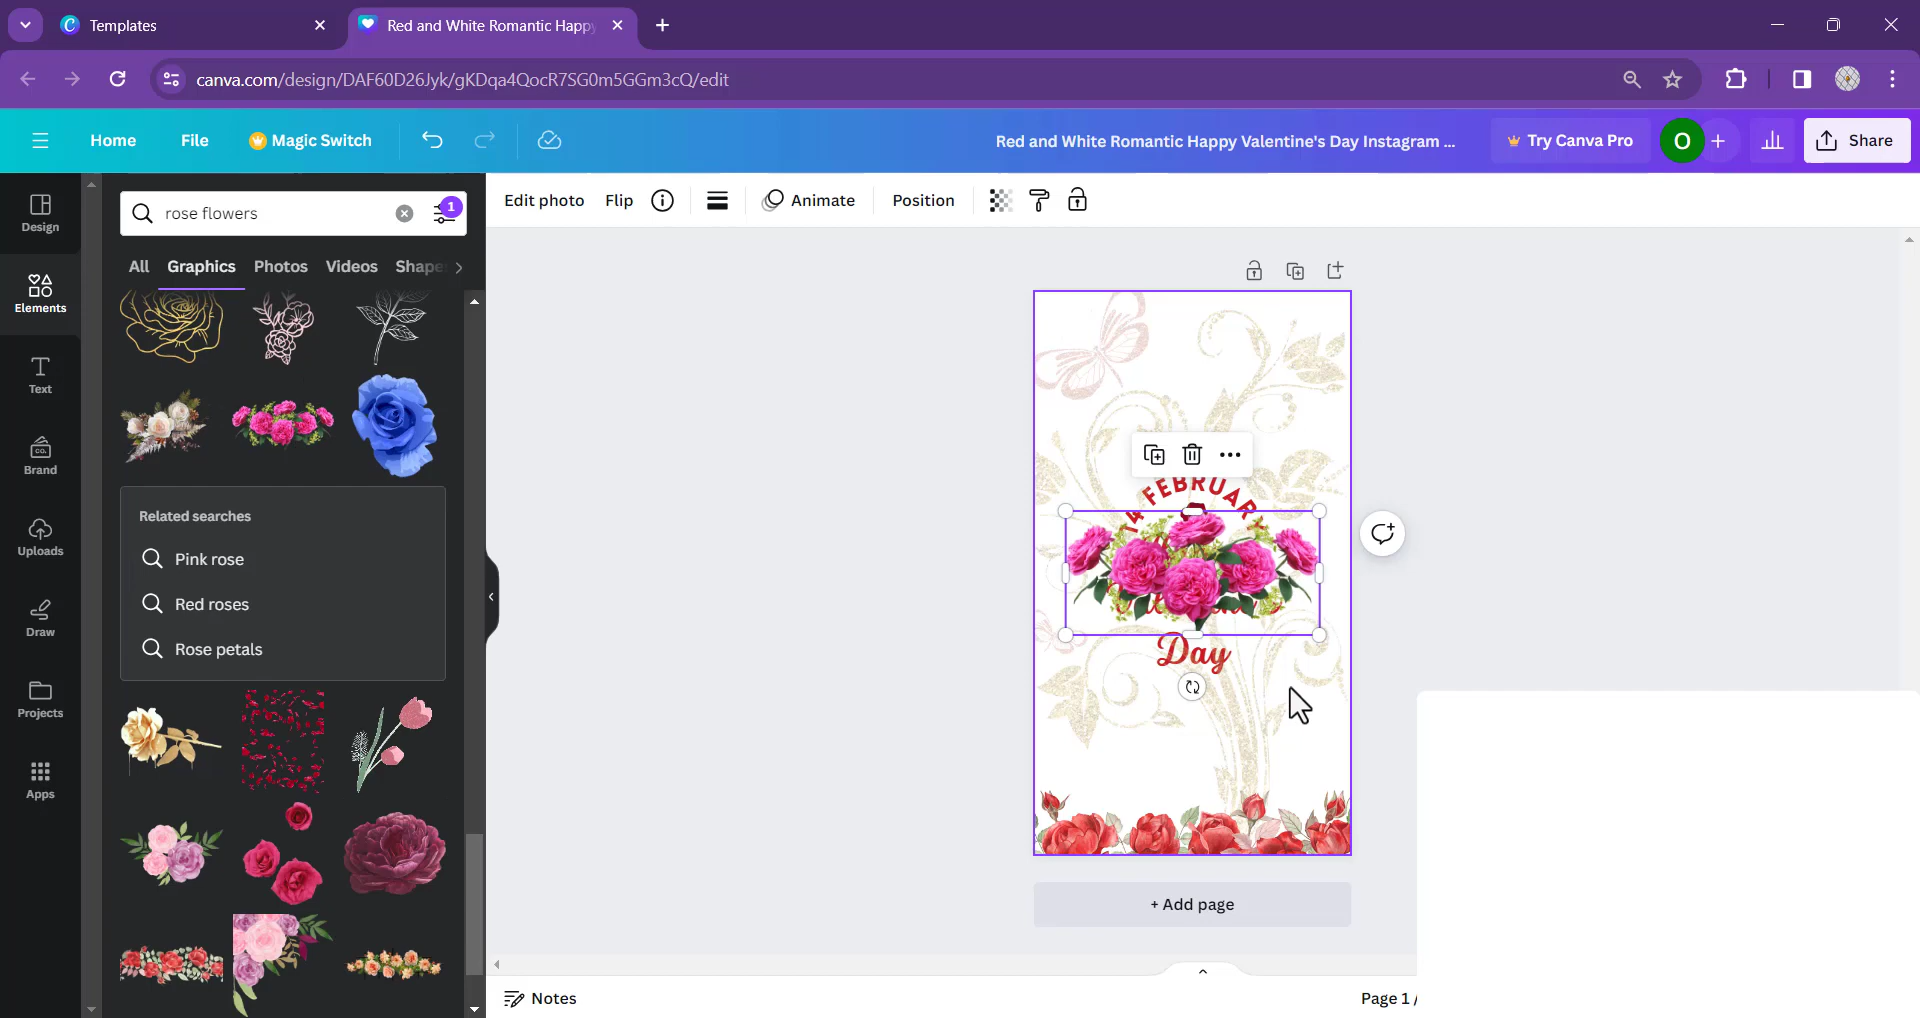 Templates
Red and White Romantic Happy
canva.com/design/DAF60D26Jyk/gKDqa4QocR7SG0m5GGm3cQ/edit
Home
File
Magic Switch
Red and White Romantic Happy Valentine's Day Instagram ...
Try Canva Pro
O
Share
Design
Elements
Text
Brand
Uploads
Draw
Projects
Apps
rose flowers
1
All
Graphics
Photos
Videos
Shape
Related searches
Pink rose
Red roses
Rose petals
Edit photo
Flip
Animate
Position
14 FEBRUAR
Day
+ Add page
Notes
Page 1 /